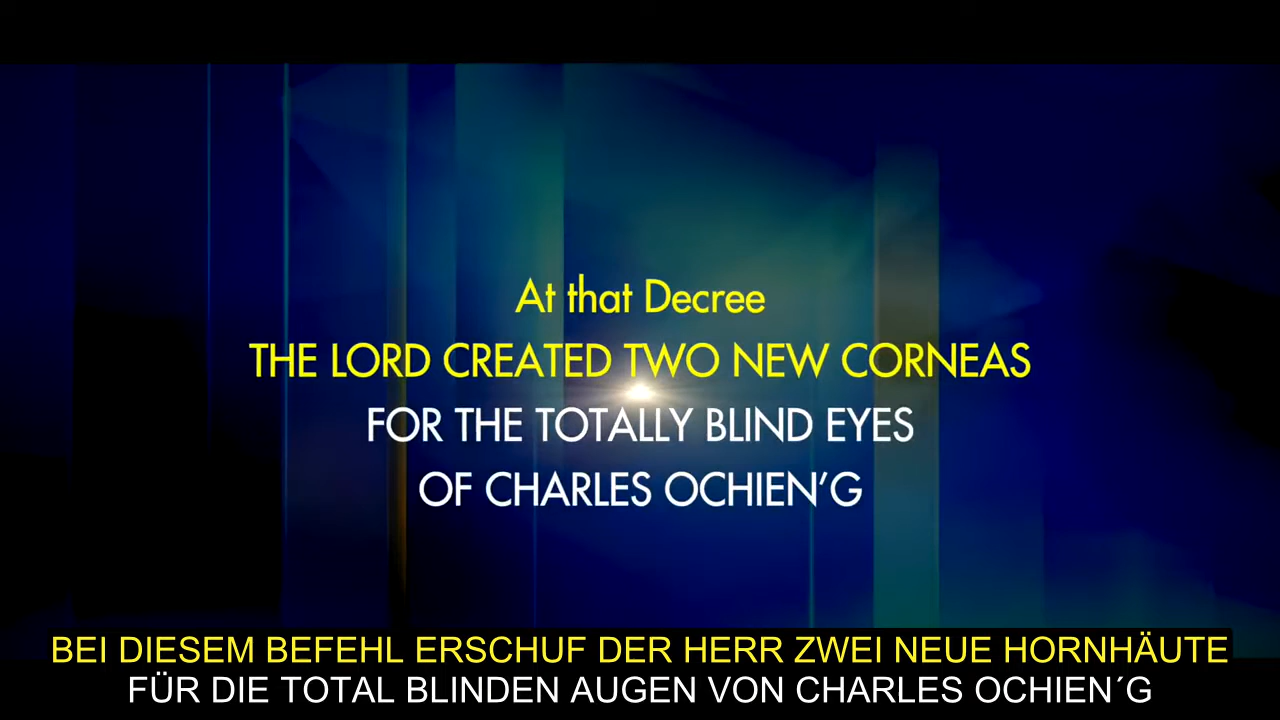 At that Decree
THE LORD CREATED TWO NEW CORNEAS
FOR THE TOTALLY BLIND EYES
OF CHARLES OCHIEN’G
BEI DIESEM BEFEHL ERSCHUF DER HERR ZWEI NEUE HORNHÄUTE
FÜR DIE TOTAL BLINDEN AUGEN VON CHARLES OCHIEN´G